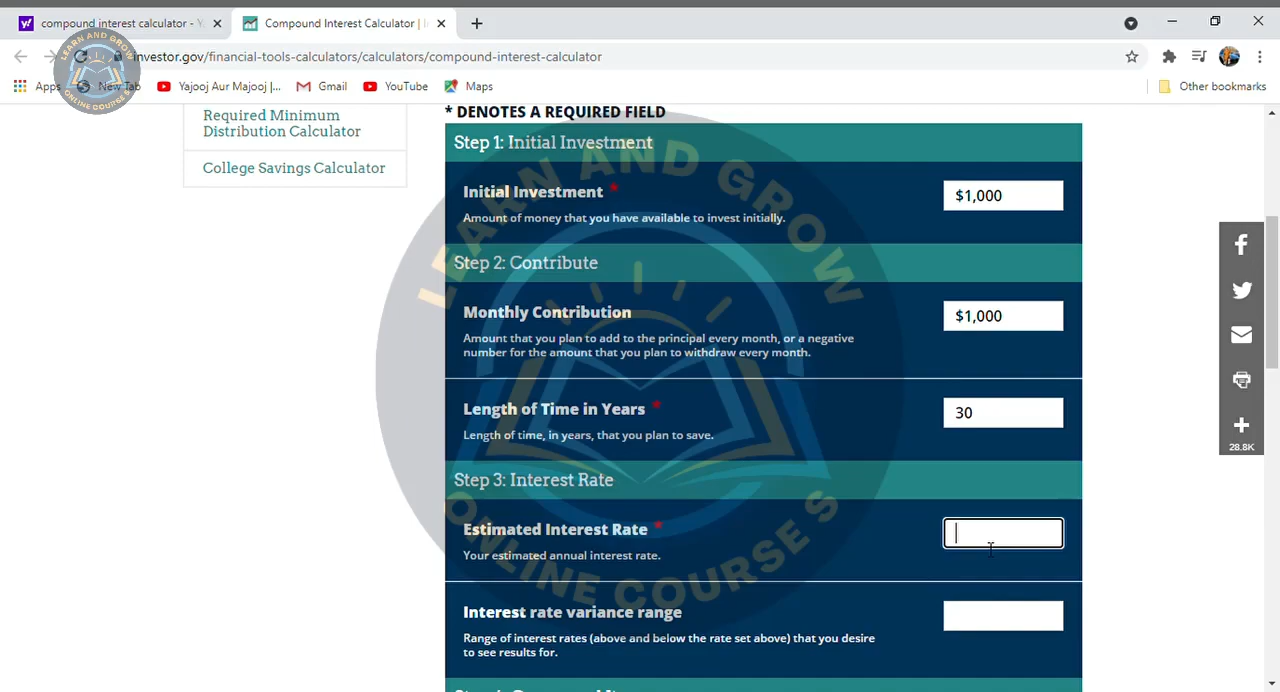 compound interest calculator - Y
Compound Interest Calculator | I
investor.gov/financial-tools-calculators/calculators/compound-interest-calculator
Apps
New Tab
Yajooj Aur Majooj |...
Gmail
YouTube
Maps
Other bookmarks
LEARN AND GROW
ONLINE COURSES
Required Minimum
Distribution Calculator
College Savings Calculator
* DENOTES A REQUIRED FIELD
Step 1: Initial Investment
Initial Investment *
$1,000
Amount of money that you have available to invest initially.
Step 2: Contribute
Monthly Contribution
$1,000
Amount that you plan to add to the principal every month, or a negative
number for the amount that you plan to withdraw every month.
Length of Time in Years *
30
Length of time, in years, that you plan to save.
Step 3: Interest Rate
Estimated Interest Rate *
Your estimated annual interest rate.
Interest rate variance range
Range of interest rates (above and below the rate set above) that you desire
to see results for.
28.8K
LEARN AND GROW
ONLINE COURSES